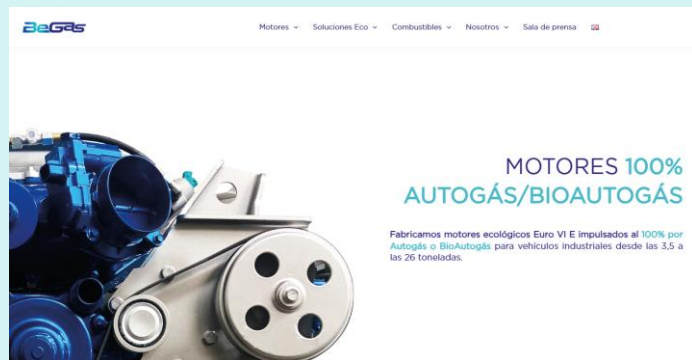 BeGas
Motores Soluciones Eco Combustibles Nosotros Sala de prensa
MOTORES 100%
AUTOGÁS/BIOAUTOGÁS
Fabricamos motores ecológicos Euro VI E impulsados al 100% por
Autogás o BioAutogás para vehículos industriales desde las 3,5 a
las 26 toneladas.